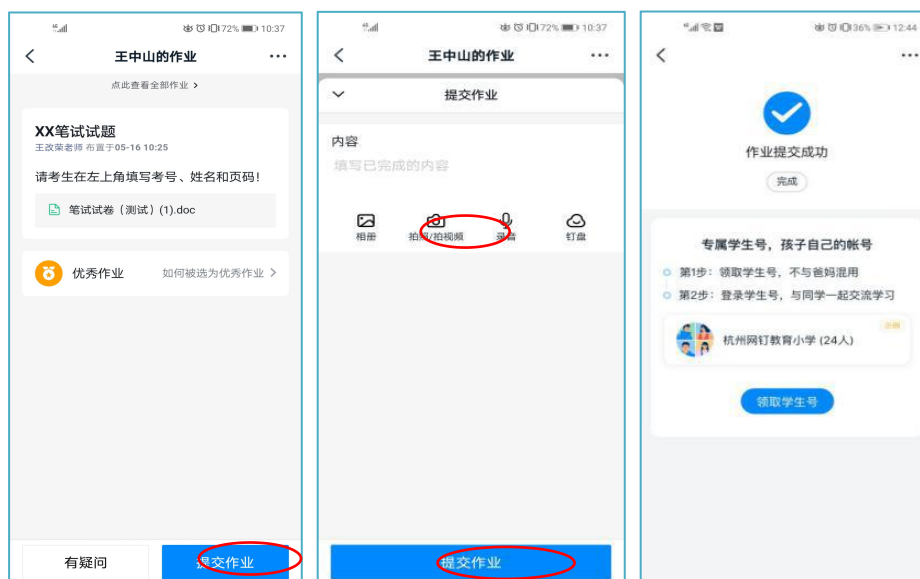 72% 10:37
王中山的作业
点此查看全部作业 >
XX笔试试题
王改荣老师 布置于05-16 10:25
请考生在左上角填写考号、姓名和页码！
笔试试卷（测试）(1).doc
优秀作业
如何被选为优秀作业 >
有疑问
提交作业
72% 10:37
王中山的作业
提交作业
内容
填写已完成的内容
相册
拍照/拍视频
录音
钉盘
提交作业
36% 12:44
作业提交成功
完成
专属学生号，孩子自己的帐号
第1步：领取学生号，不与爸妈混用
第2步：登录学生号，与同学一起交流学习
杭州网钉教育小学 (24人)
领取学生号